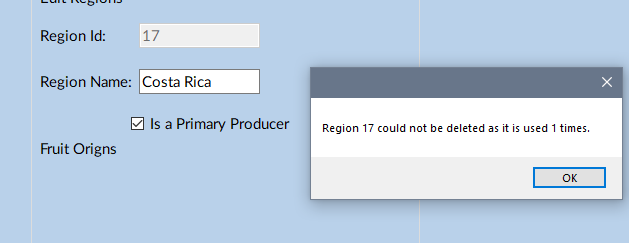 Edit Regions
Region Id: 17
Region Name: Costa Rica
Is a Primary Producer
Fruit Origns
Region 17 could not be deleted as it is used 1 times.
OK